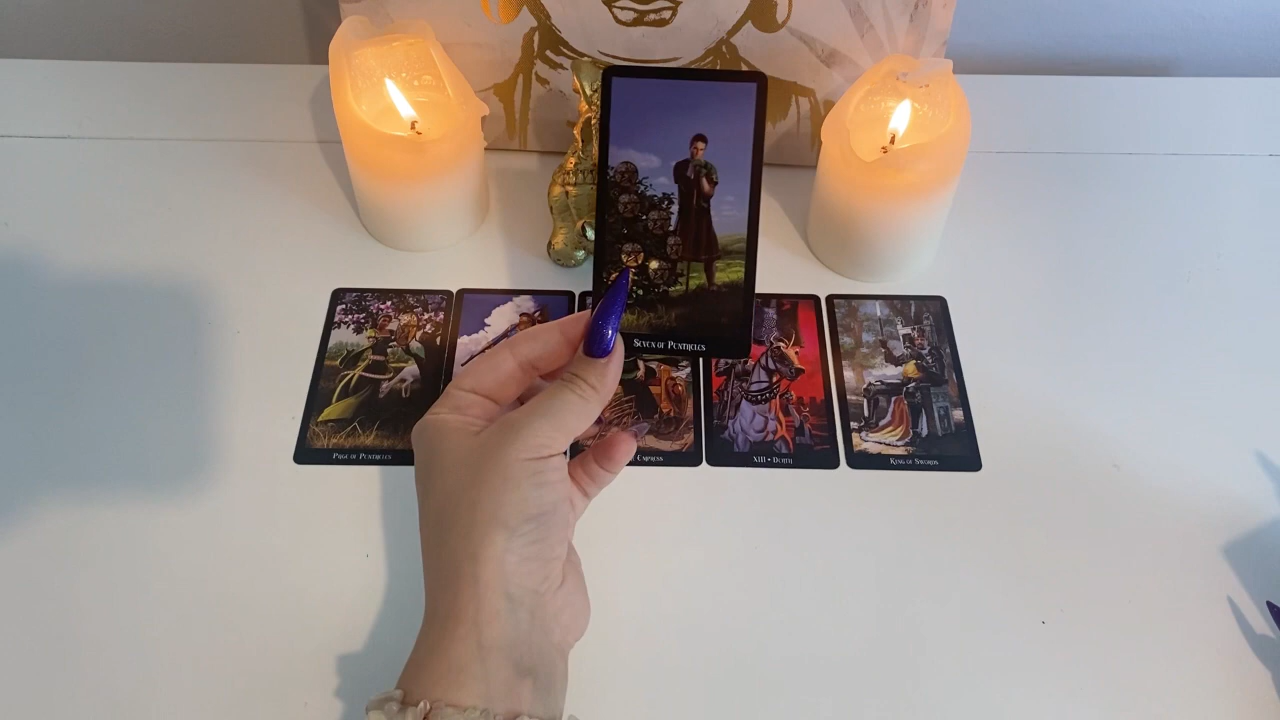 SEVEN OF PENTACLES
PAGE OF PENTACLES
EMPRESS
XIII • DEATH
KING OF SWORDS